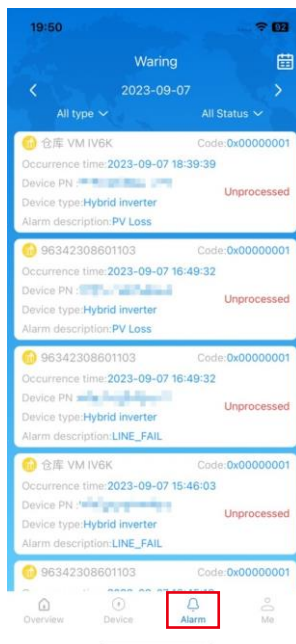 19:50
92
Waring
2023-09-07
All type
All Status
仓库 VM IV6K Code:0x00000001
Occurrence time:2023-09-07 18:39:39
Device PN :
Unprocessed
Device type:Hybrid inverter
Alarm description:PV Loss
96342308601103 Code:0x00000001
Occurrence time:2023-09-07 16:49:32
Device PN :
Unprocessed
Device type:Hybrid inverter
Alarm description:PV Loss
96342308601103 Code:0x00000001
Occurrence time:2023-09-07 16:49:32
Device PN
Unprocessed
Device type:Hybrid inverter
Alarm description:LINE_FAIL
仓库 VM IV6K Code:0x00000001
Occurrence time:2023-09-07 15:46:03
Device PN :
Unprocessed
Device type:Hybrid inverter
Alarm description:LINE_FAIL
96342308601103 Code:0x00000001
Overview Device Alarm Me